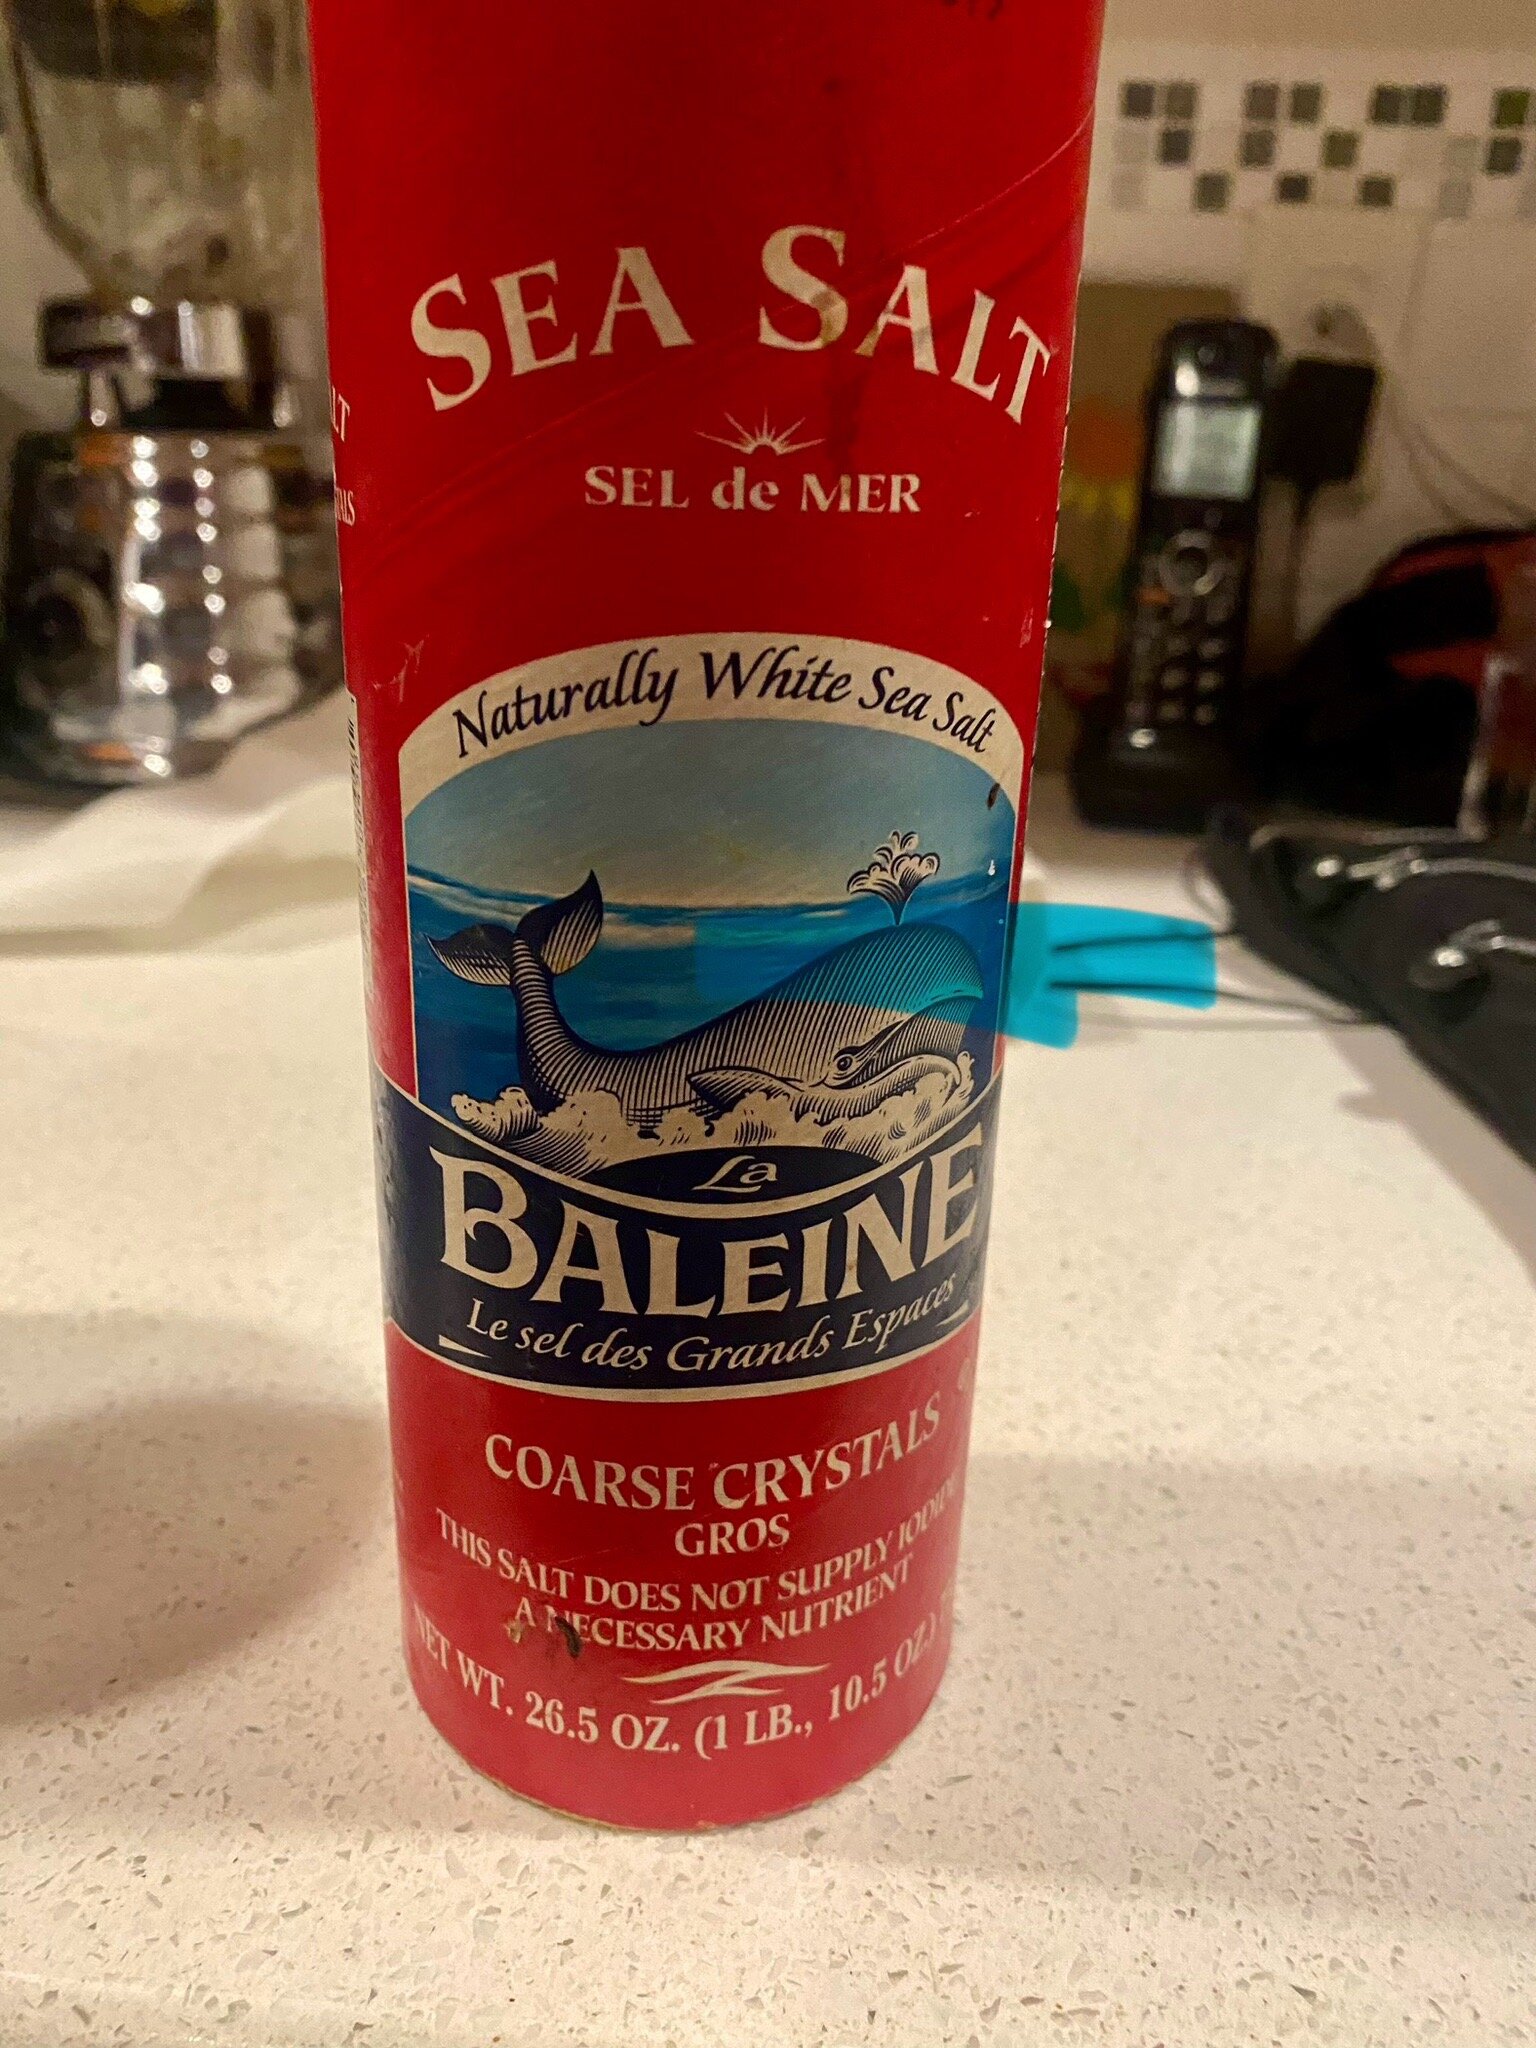 SEA SALT
SEL de MER
Naturally White Sea Salt
La
BALEINE
Le sel des Grands Espaces
COARSE CRYSTALS
GROS
THIS SALT DOES NOT SUPPLY IODIDE
A NECESSARY NUTRIENT
NET WT. 26.5 OZ. (1 LB., 10.5 OZ.)